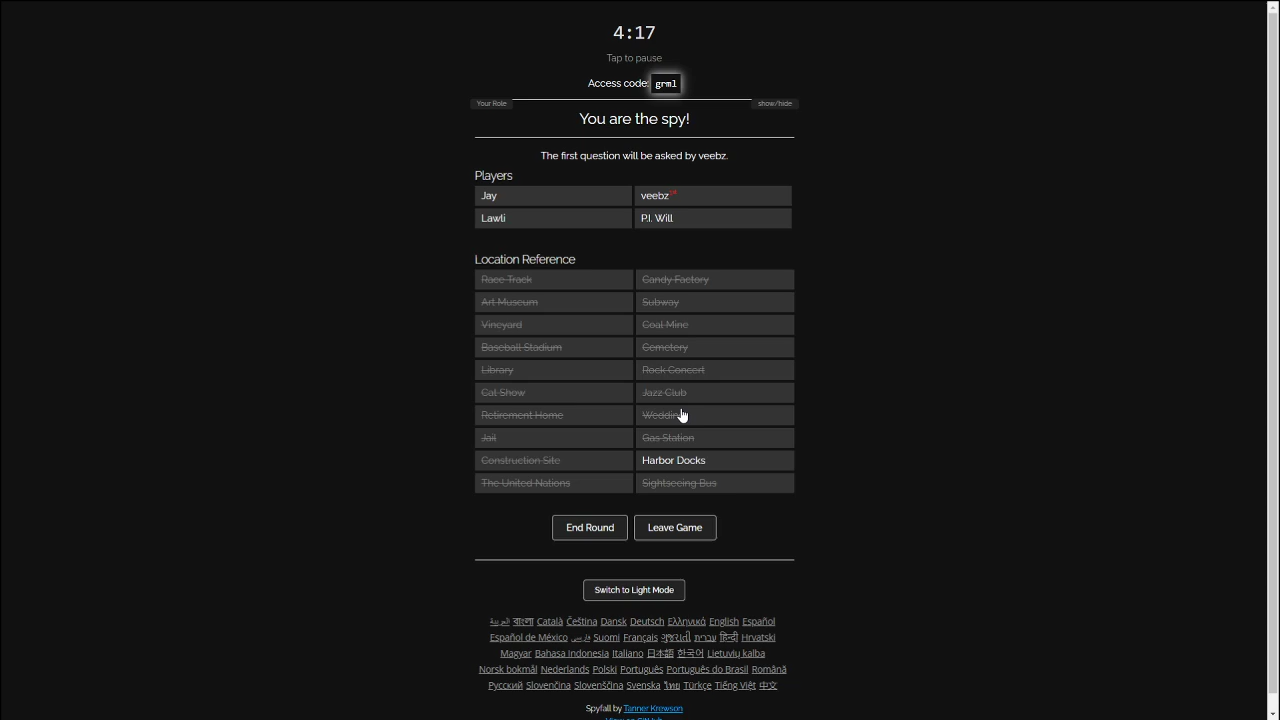 4:17
Tap to pause
Access code: grml
Your Role show/hide
You are the spy!
The first question will be asked by veebz.
Players
Jay veebz
Lawli P.I. Will
Location Reference
Race Track Candy Factory
Art Museum Subway
Vineyard Coal Mine
Baseball Stadium Cemetery
Library Rock Concert
Cat Show Jazz Club
Retirement Home Wedding
Jail Gas Station
Construction Site Harbor Docks
The United Nations Sightseeing Bus
End Round Leave Game
Switch to Light Mode
العربية বাংলা Català Čeština Dansk Deutsch Ελληνικά English Español
Español de México فارسی Suomi Français ગુજરાતી עברית हिन्दी Hrvatski
Magyar Bahasa Indonesia Italiano 日本語 한국어 Lietuvių kalba
Norsk bokmål Nederlands Polski Português Português do Brasil Română
Русский Slovenčina Slovenščina Svenska ไทย Türkçe Tiếng Việt 中文
Spyfall by Tanner Krewson